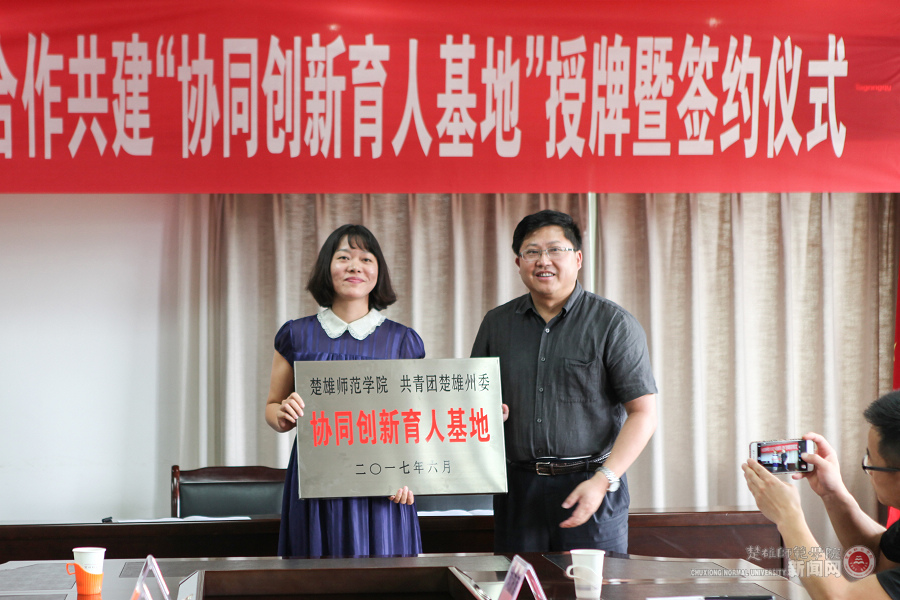 合作共建“协同创新育人基地”授牌暨签约仪式
楚雄师范学院 共青团楚雄州委
协同创新育人基地
二〇一七年六月
楚雄师范学院
CHUXIONG NORMAL UNIVERSITY
新闻网